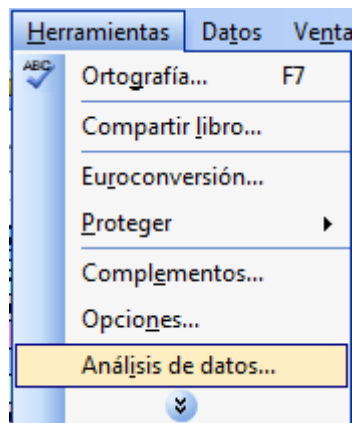 Herramientas Datos Venta
ABC Ortografía... F7
Compartir libro...
Euroconversión...
Proteger
Complementos...
Opciones...
Análisis de datos...